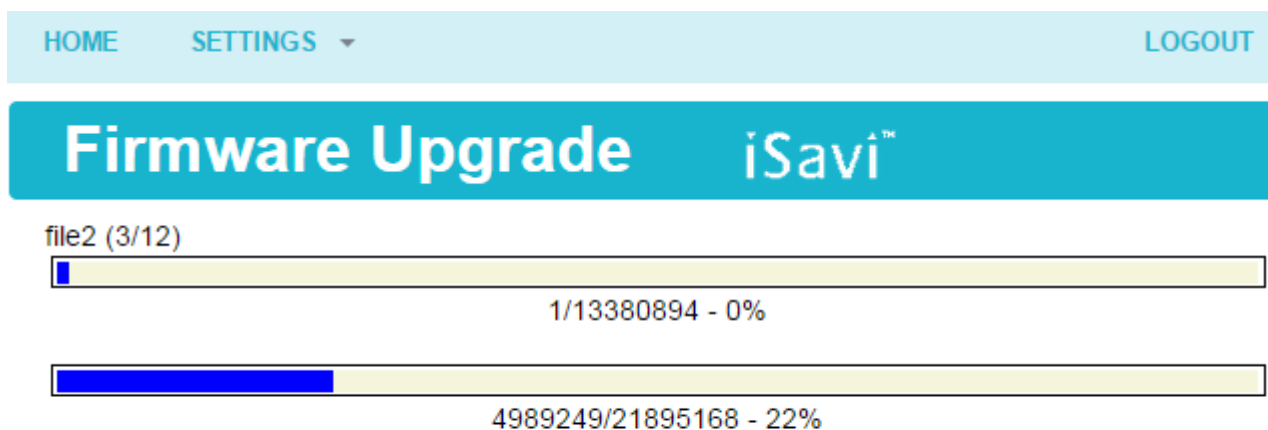 HOME SETTINGS LOGOUT
Firmware Upgrade iSavi™
file2 (3/12)
1/13380894 - 0%
4989249/21895168 - 22%